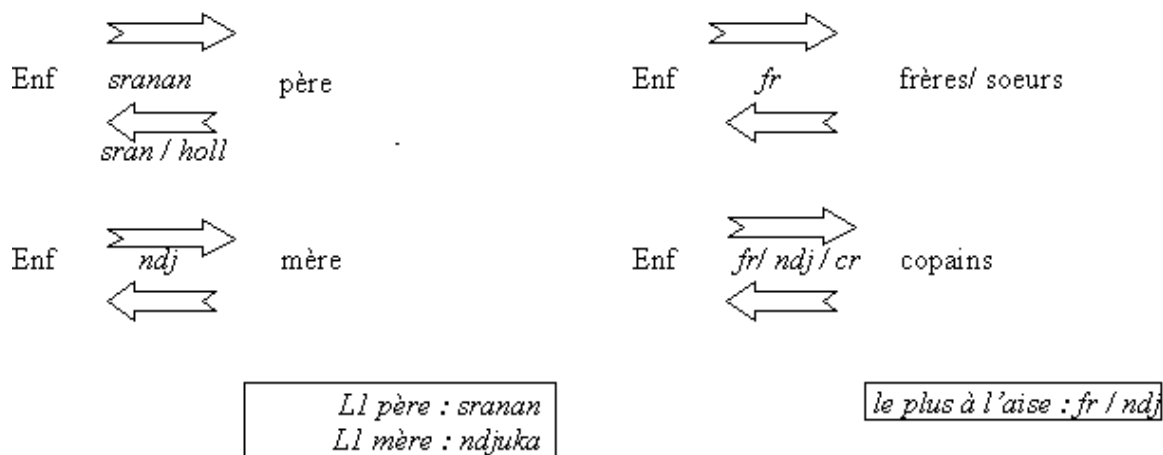 Enf sranan père
sran / holl
Enf fr frères/ soeurs
Enf ndj mère
Enf fr/ ndj / cr copains
L1 père : sranan
L1 mère : ndjuka
le plus à l'aise : fr / ndj